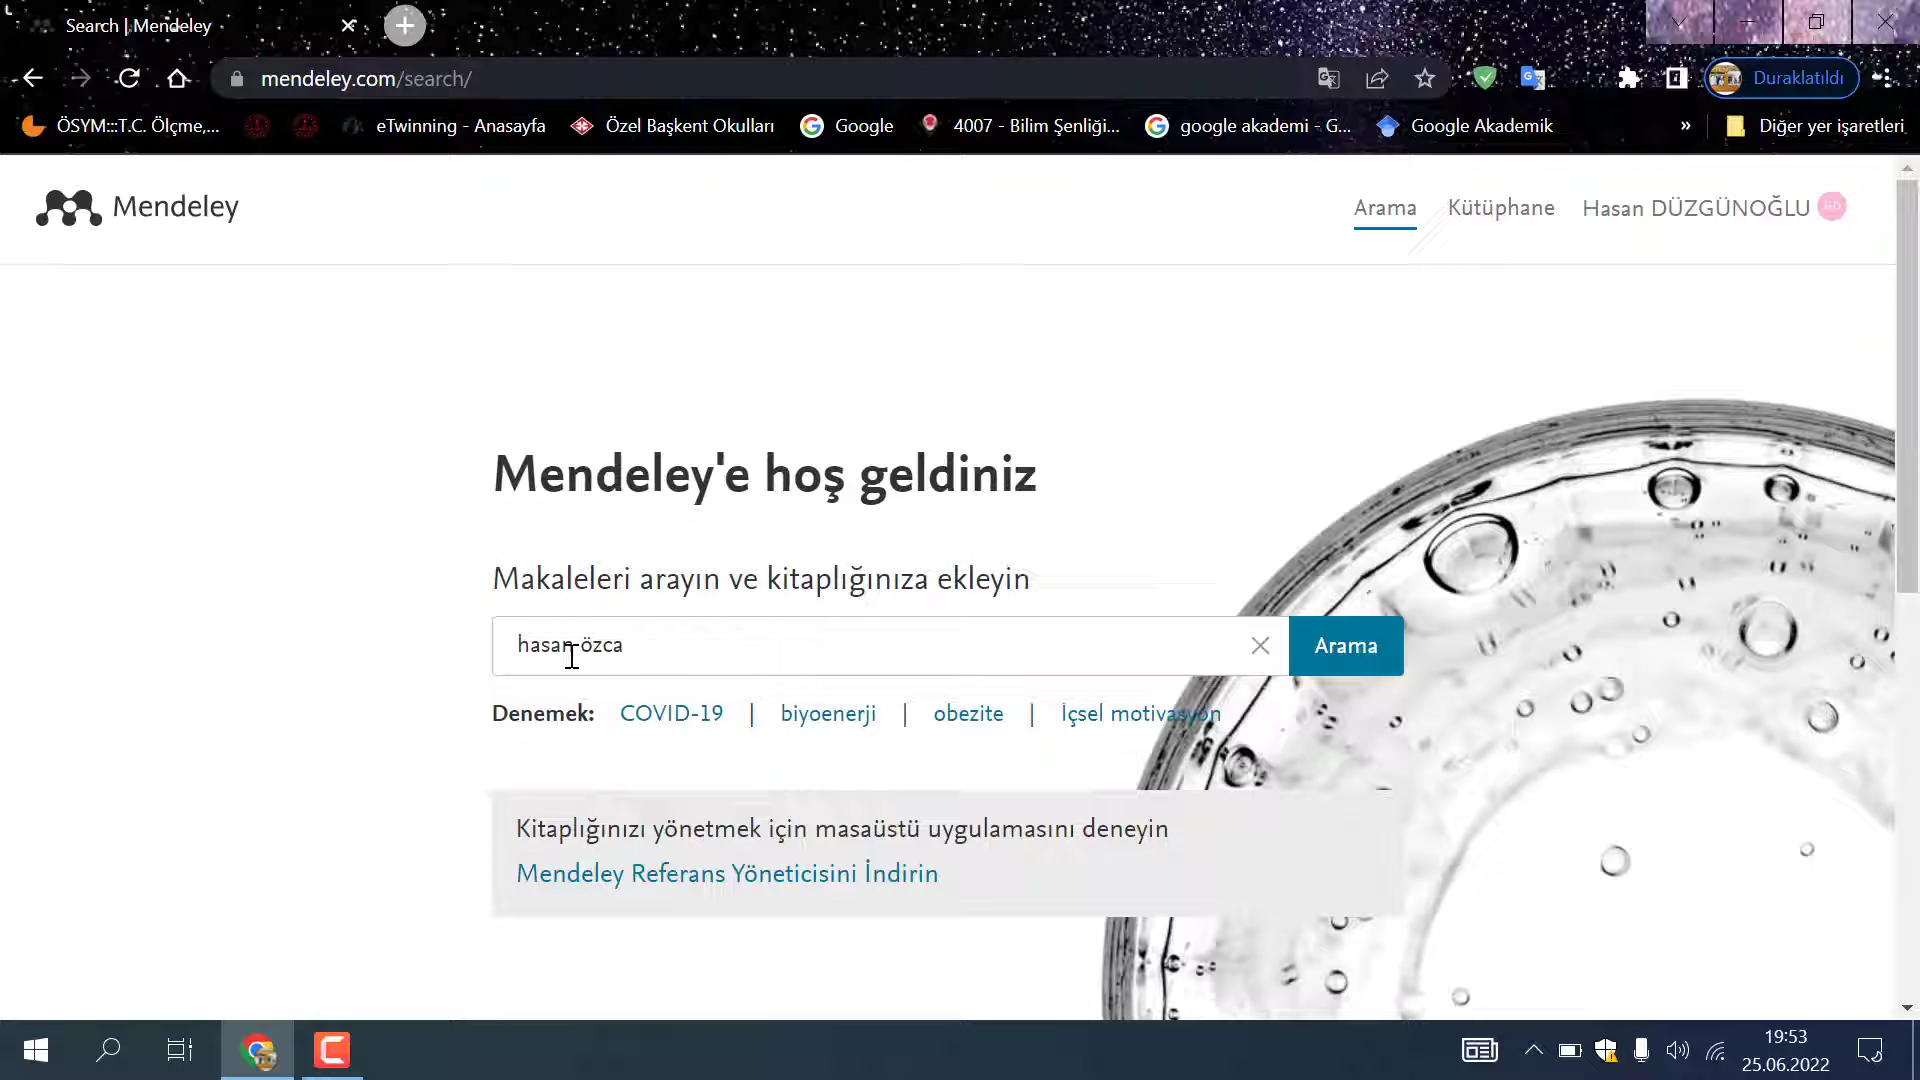 Search | Mendeley
mendeley.com/search/
Duraklatıldı
ÖSYM:::T.C. Ölçme,...
eTwinning - Anasayfa
Özel Başkent Okulları
Google
4007 - Bilim Şenliği...
google akademi - G...
Google Akademik
»
Diğer yer işaretleri
Mendeley
Arama
Kütüphane
Hasan DÜZGÜNOĞLU
Mendeley'e hoş geldiniz
Makaleleri arayın ve kitaplığınıza ekleyin
hasan özca
Arama
Denemek: COVID-19 | biyoenerji | obezite | İçsel motivasyon
Kitaplığınızı yönetmek için masaüstü uygulamasını deneyin
Mendeley Referans Yöneticisini İndirin
19:53
25.06.2022